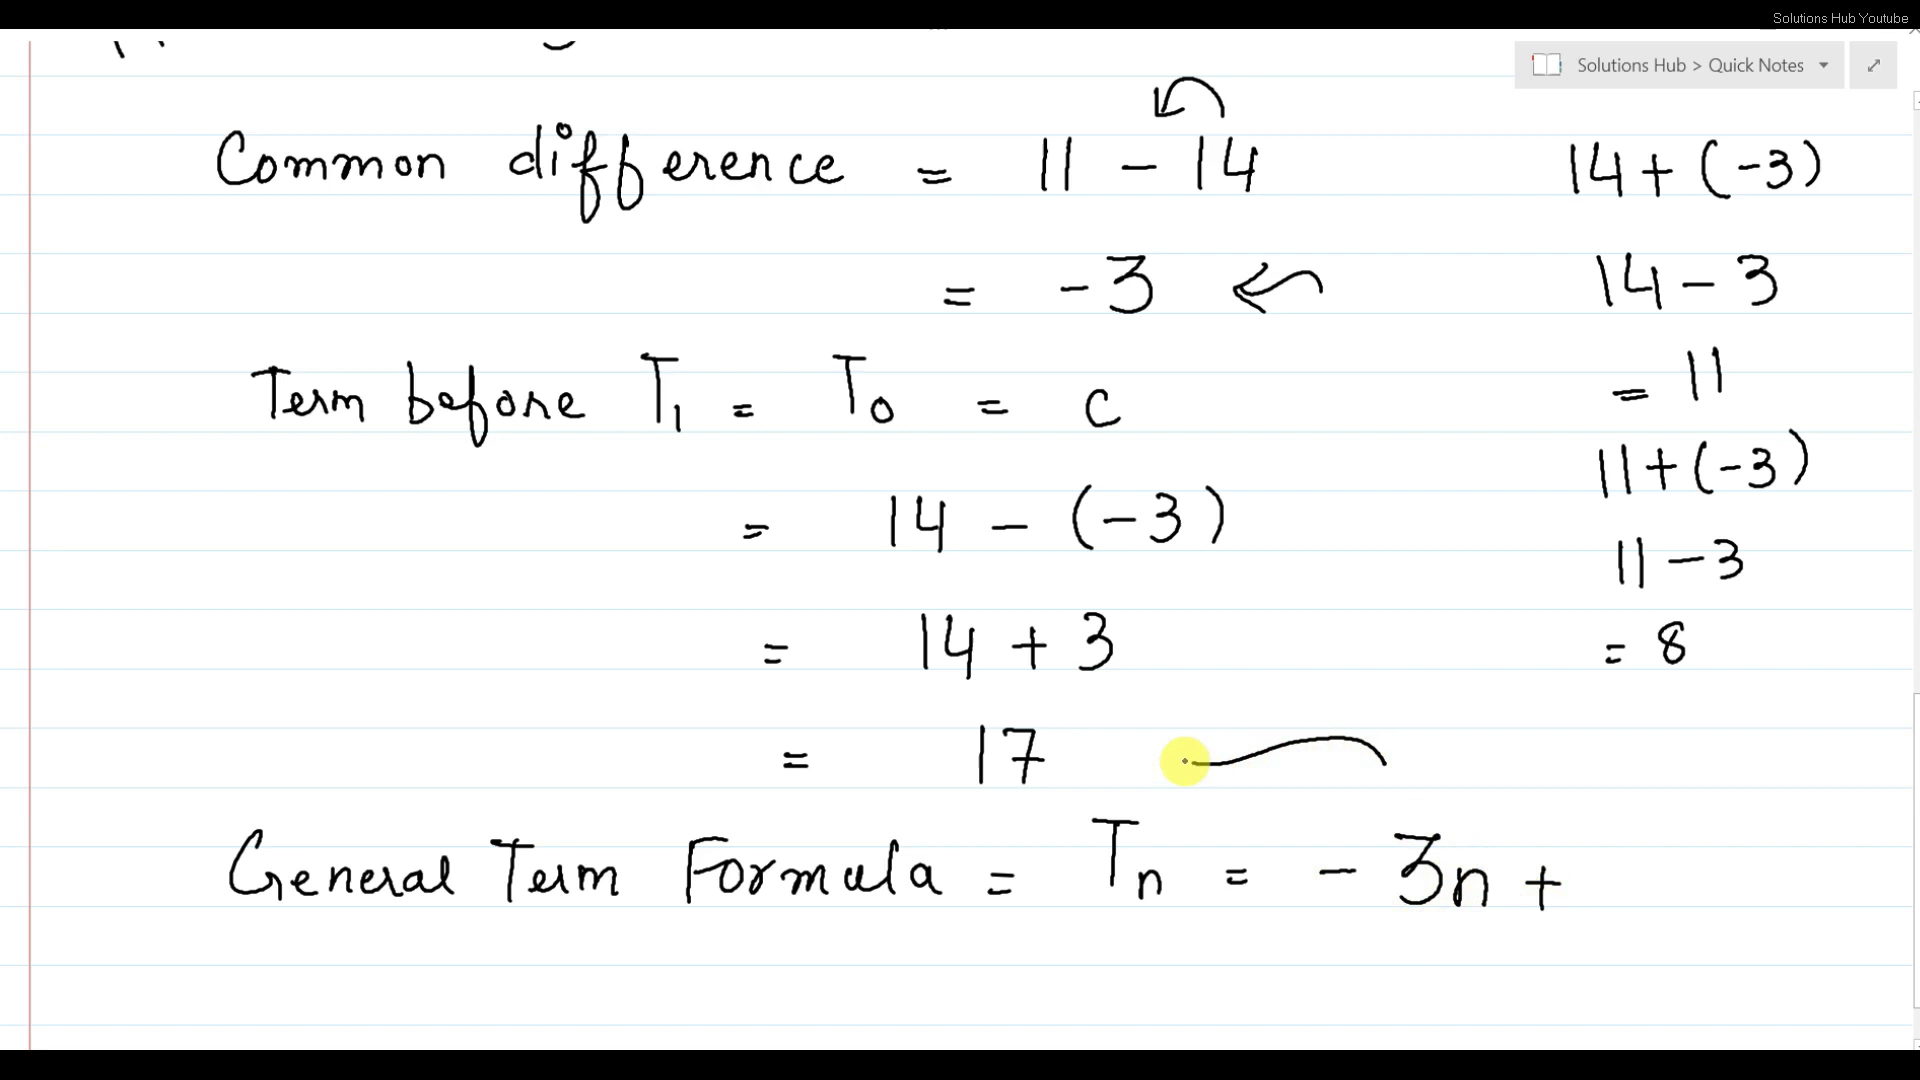 Solutions Hub Youtube
Solutions Hub > Quick Notes
Common difference = 11 - 14
= -3
Term before T₁ = T₀ = c
= 14 - (-3)
= 14 + 3
= 17
General Term Formula = Tₙ = - 3n +
14 + (-3)
14 - 3
= 11
11 + (-3)
11 - 3
= 8